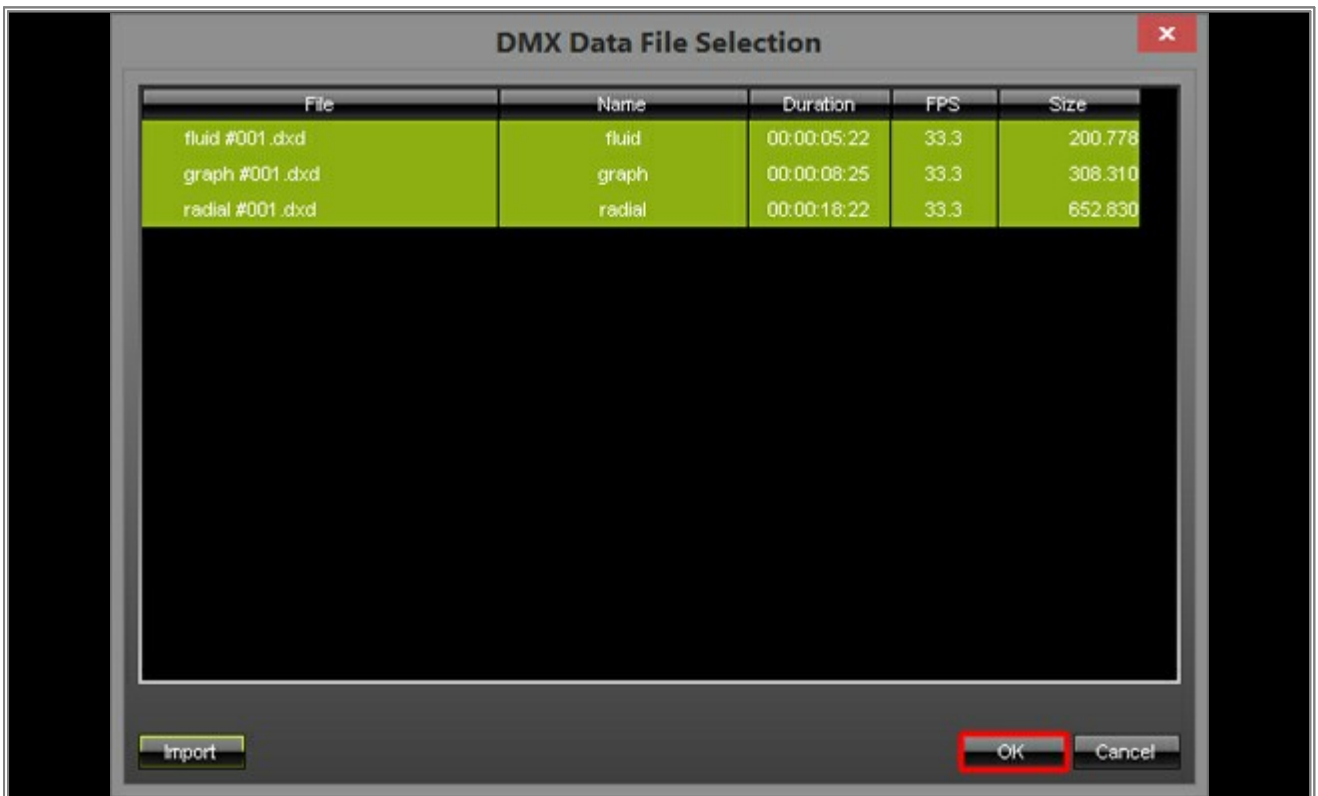 DMX Data File Selection
File Name Duration FPS Size
fluid #001.dxd fluid 00:00:05:22 33.3 200.778
graph #001.dxd graph 00:00:08:25 33.3 308.310
radial #001.dxd radial 00:00:18:22 33.3 652.830
Import OK Cancel